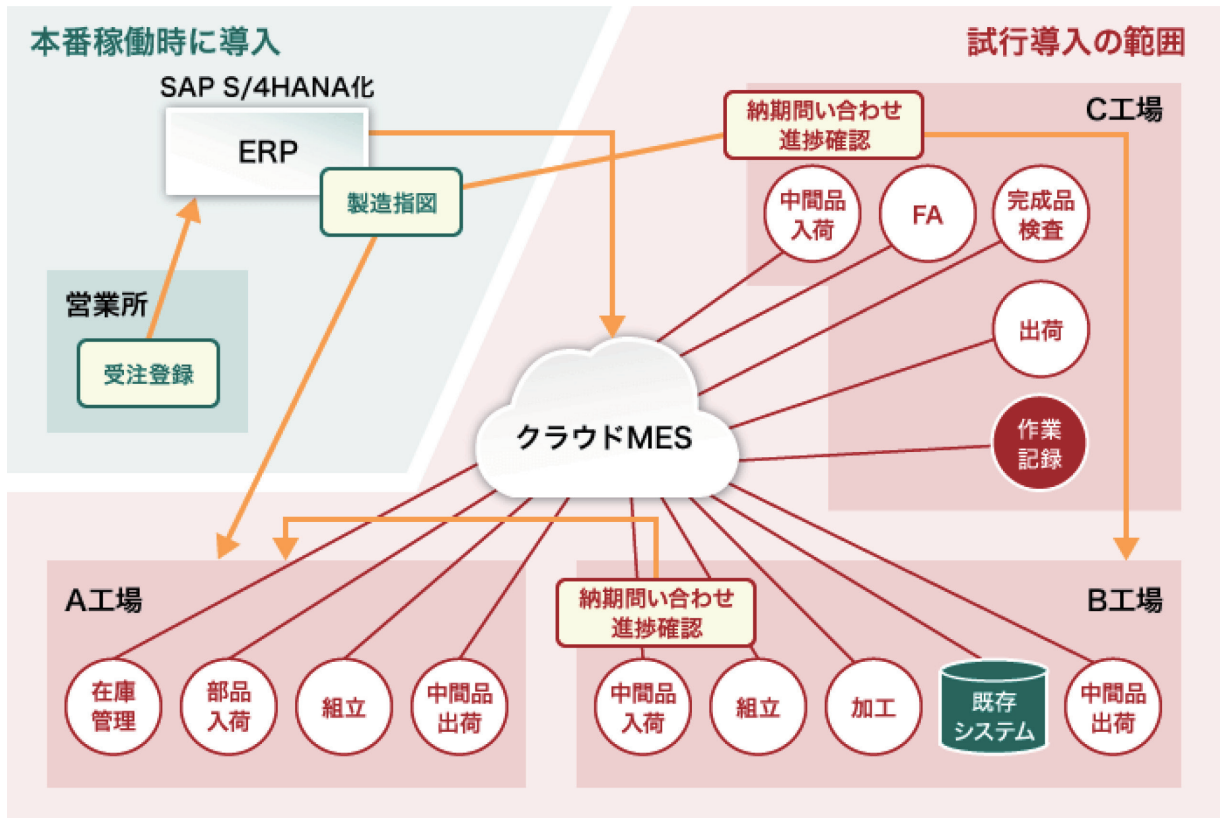 本番稼働時に導入
SAP S/4HANA化
ERP
製造指図
営業所
受注登録
試行導入の範囲
C工場
納期問い合わせ
進捗確認
中間品
入荷
FA
完成品
検査
出荷
作業
記録
クラウドMES
A工場
在庫
管理
部品
入荷
組立
中間品
出荷
B工場
納期問い合わせ
進捗確認
中間品
入荷
組立
加工
既存
システム
中間品
出荷